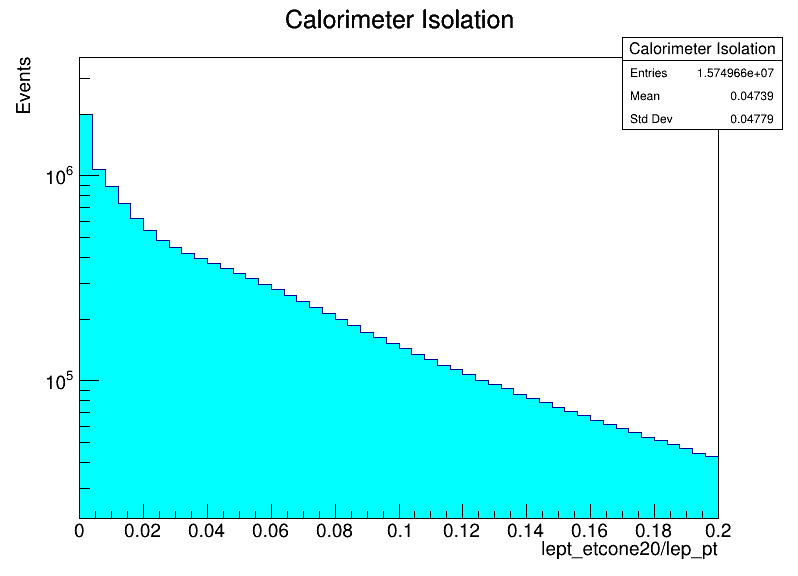 Calorimeter Isolation
Calorimeter Isolation
Entries 1.574966e+07
Mean 0.04739
Std Dev 0.04779
Events
10^6
10^5
0 0.02 0.04 0.06 0.08 0.1 0.12 0.14 0.16 0.18 0.2
lept_etcone20/lep_pt